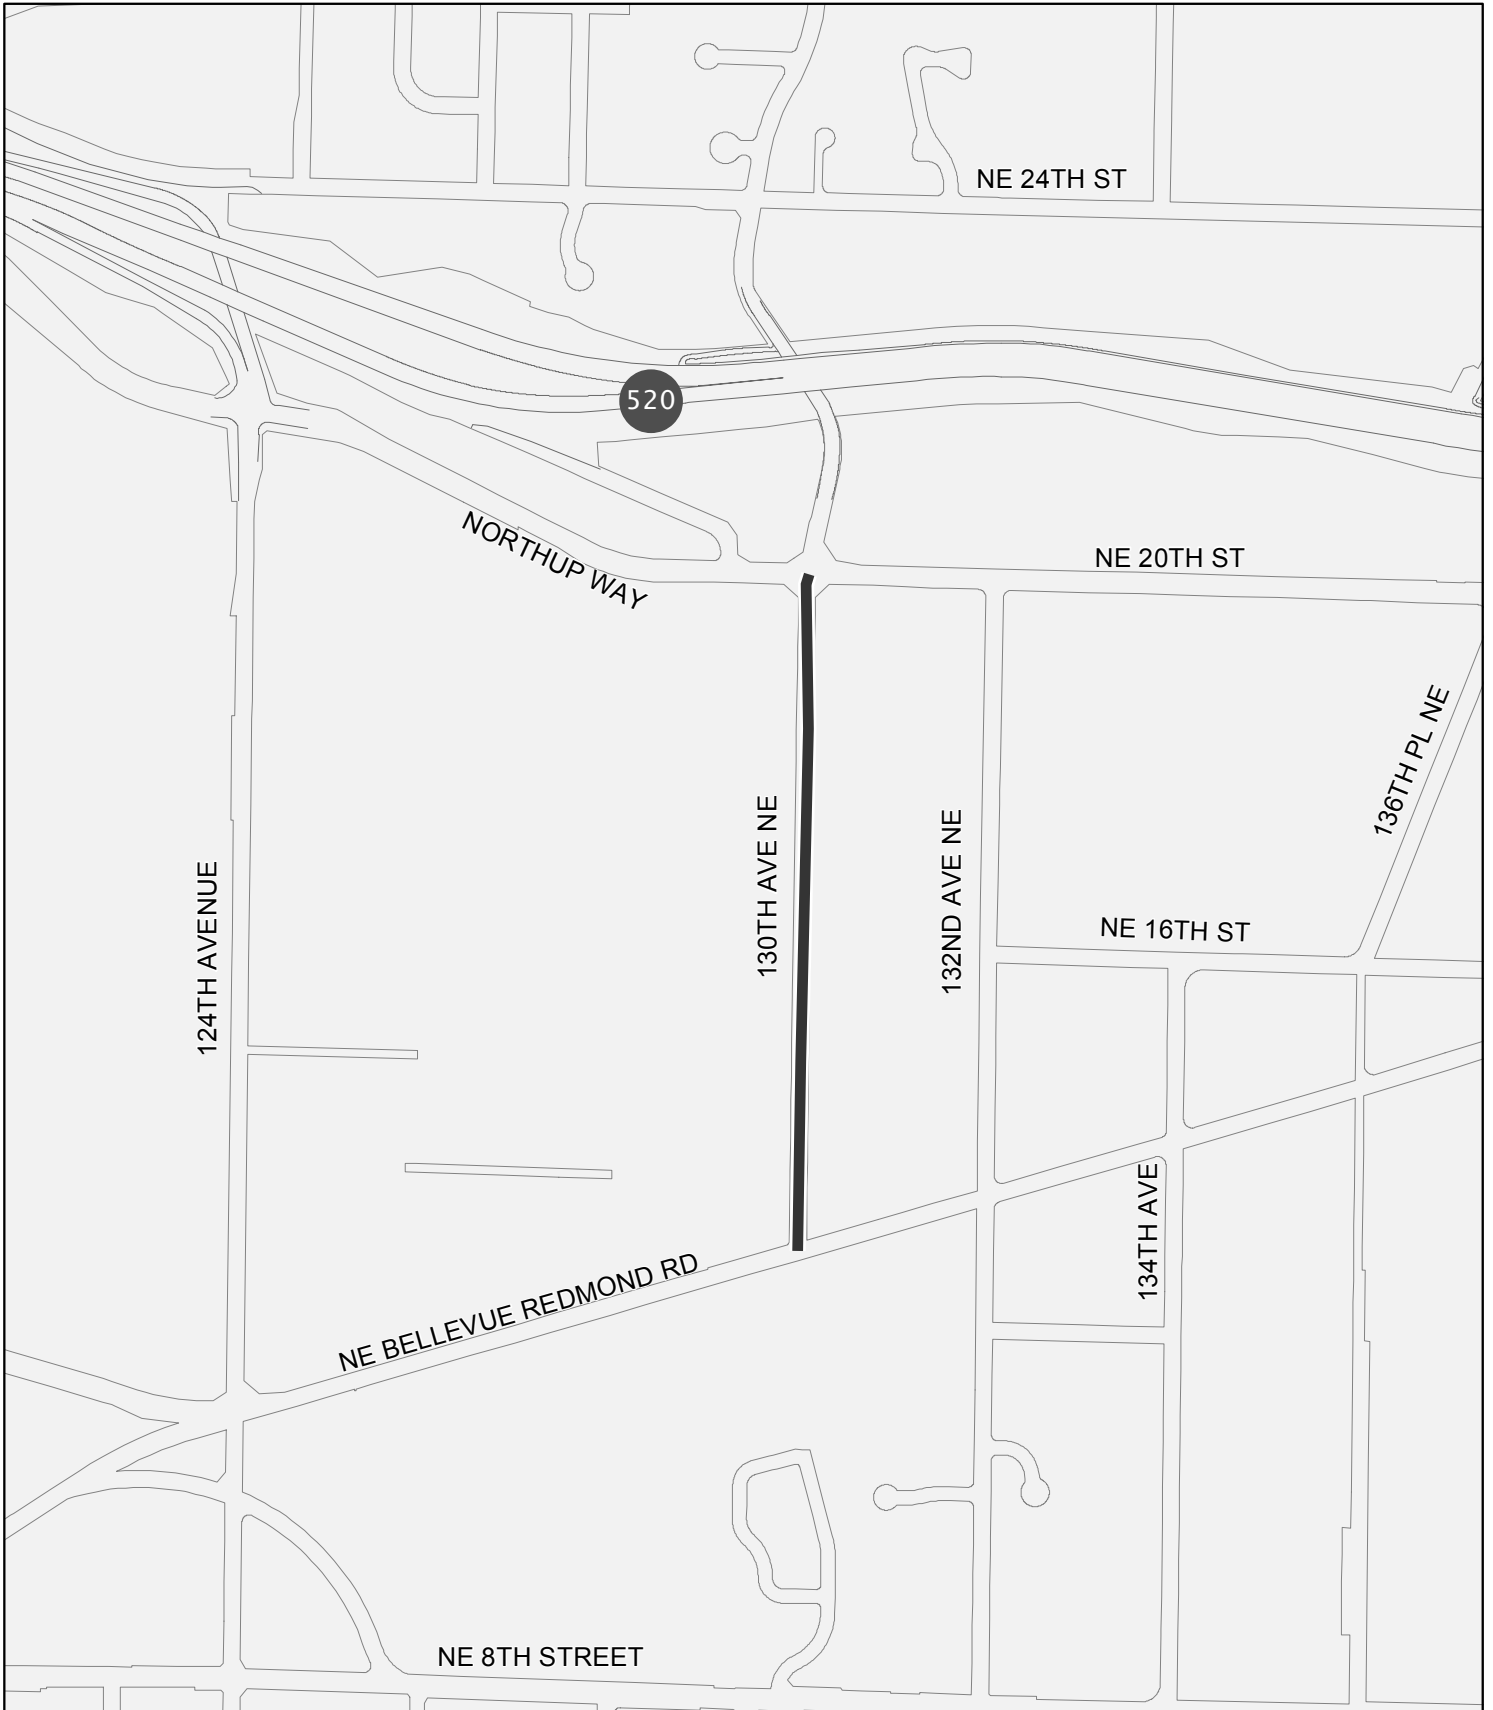 NE 24TH ST
520
NORTHUP WAY
NE 20TH ST
136TH PL NE
130TH AVE NE
132ND AVE NE
124TH AVENUE
NE 16TH ST
134TH AVE
NE BELLEVUE REDMOND RD
NE 8TH STREET